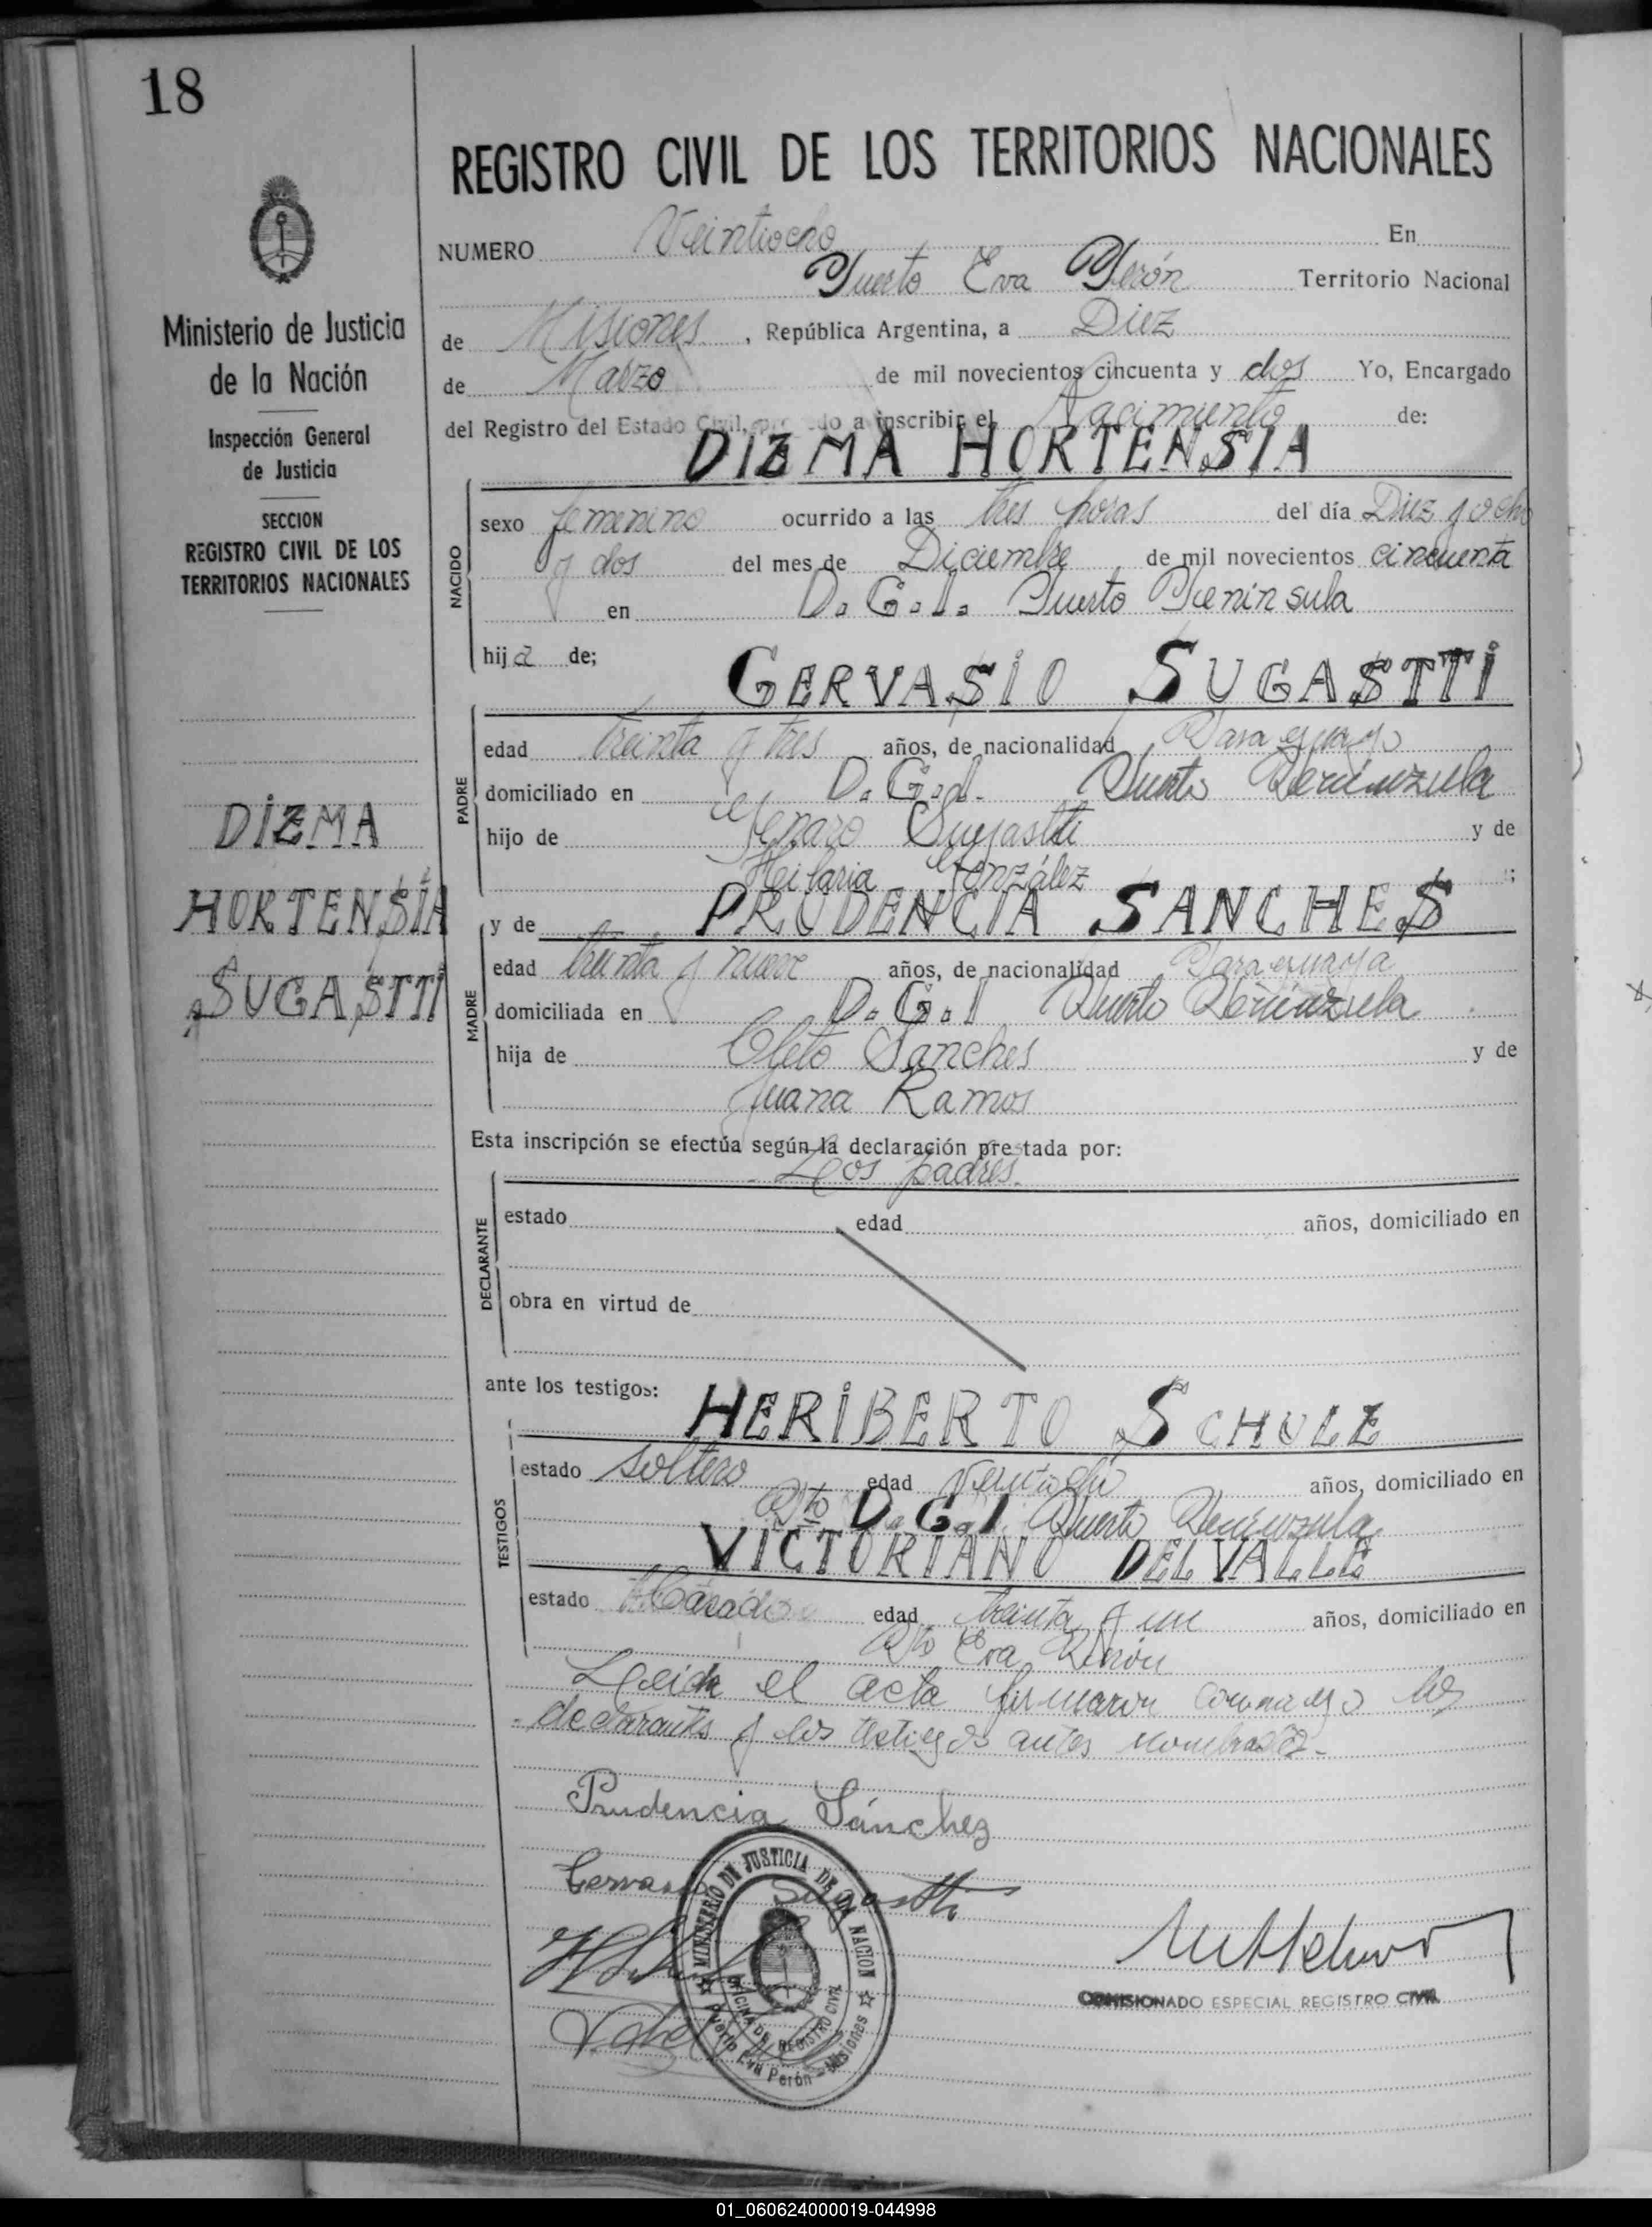 18
REGISTRO CIVIL DE LOS TERRITORIOS NACIONALES
Ministerio de Justicia
de la Nación
Inspección General
de Justicia
SECCION
REGISTRO CIVIL DE LOS
TERRITORIOS NACIONALES
DIZMA
HORTENSIA
SUGASTTI
NUMERO Veintiocho En
Puerto Eva Perón Territorio Nacional
de Misiones, República Argentina, a Diez
de Marzo de mil novecientos cincuenta y dos Yo, Encargado
del Registro del Estado Civil, procedo a inscribir el Nacimiento de:
DIZMA HORTENSIA
NACIDO
sexo femenino ocurrido a las tres horas del día Diez y ocho
y dos del mes de Diciembre de mil novecientos cincuenta
en D.G.I. Puerto Peninsula
hija de;
GERVASIO SUGASTTI
PADRE
edad treinta y tres años, de nacionalidad Paraguayo
domiciliado en D.G.I. Puerto Peninzula
hijo de Genaro Sugastti y de
Hilaria González ;
y de PRUDENCIA SANCHES
MADRE
edad treinta y nueve años, de nacionalidad Paraguaya
domiciliada en D.G.I Puerto Peninzula
hija de Cleto Sanches y de
Juana Ramos
Esta inscripción se efectúa según la declaración prestada por:
Los padres.
DECLARANTE
estado edad años, domiciliado en
obra en virtud de
ante los testigos:
HERIBERTO SCHULZ
TESTIGOS
estado soltero edad años, domiciliado en
Pto D.G.I Puerto Peninzula
VICTORIANO DELVALLE
estado Casado edad treinta y un años, domiciliado en
Pto Eva Perón
Leida el acta firmaron conmigo los
declarantes y los testigos antes nombrados-
Prudencia Sánchez
Gervasio Sugastti
MINISTERIO DE JUSTICIA DE LA NACION
OFICINA DE REGISTRO CIVIL
Puerto Eva Perón - Misiones
COMISIONADO ESPECIAL REGISTRO CIVIL
01_060624000019-044998